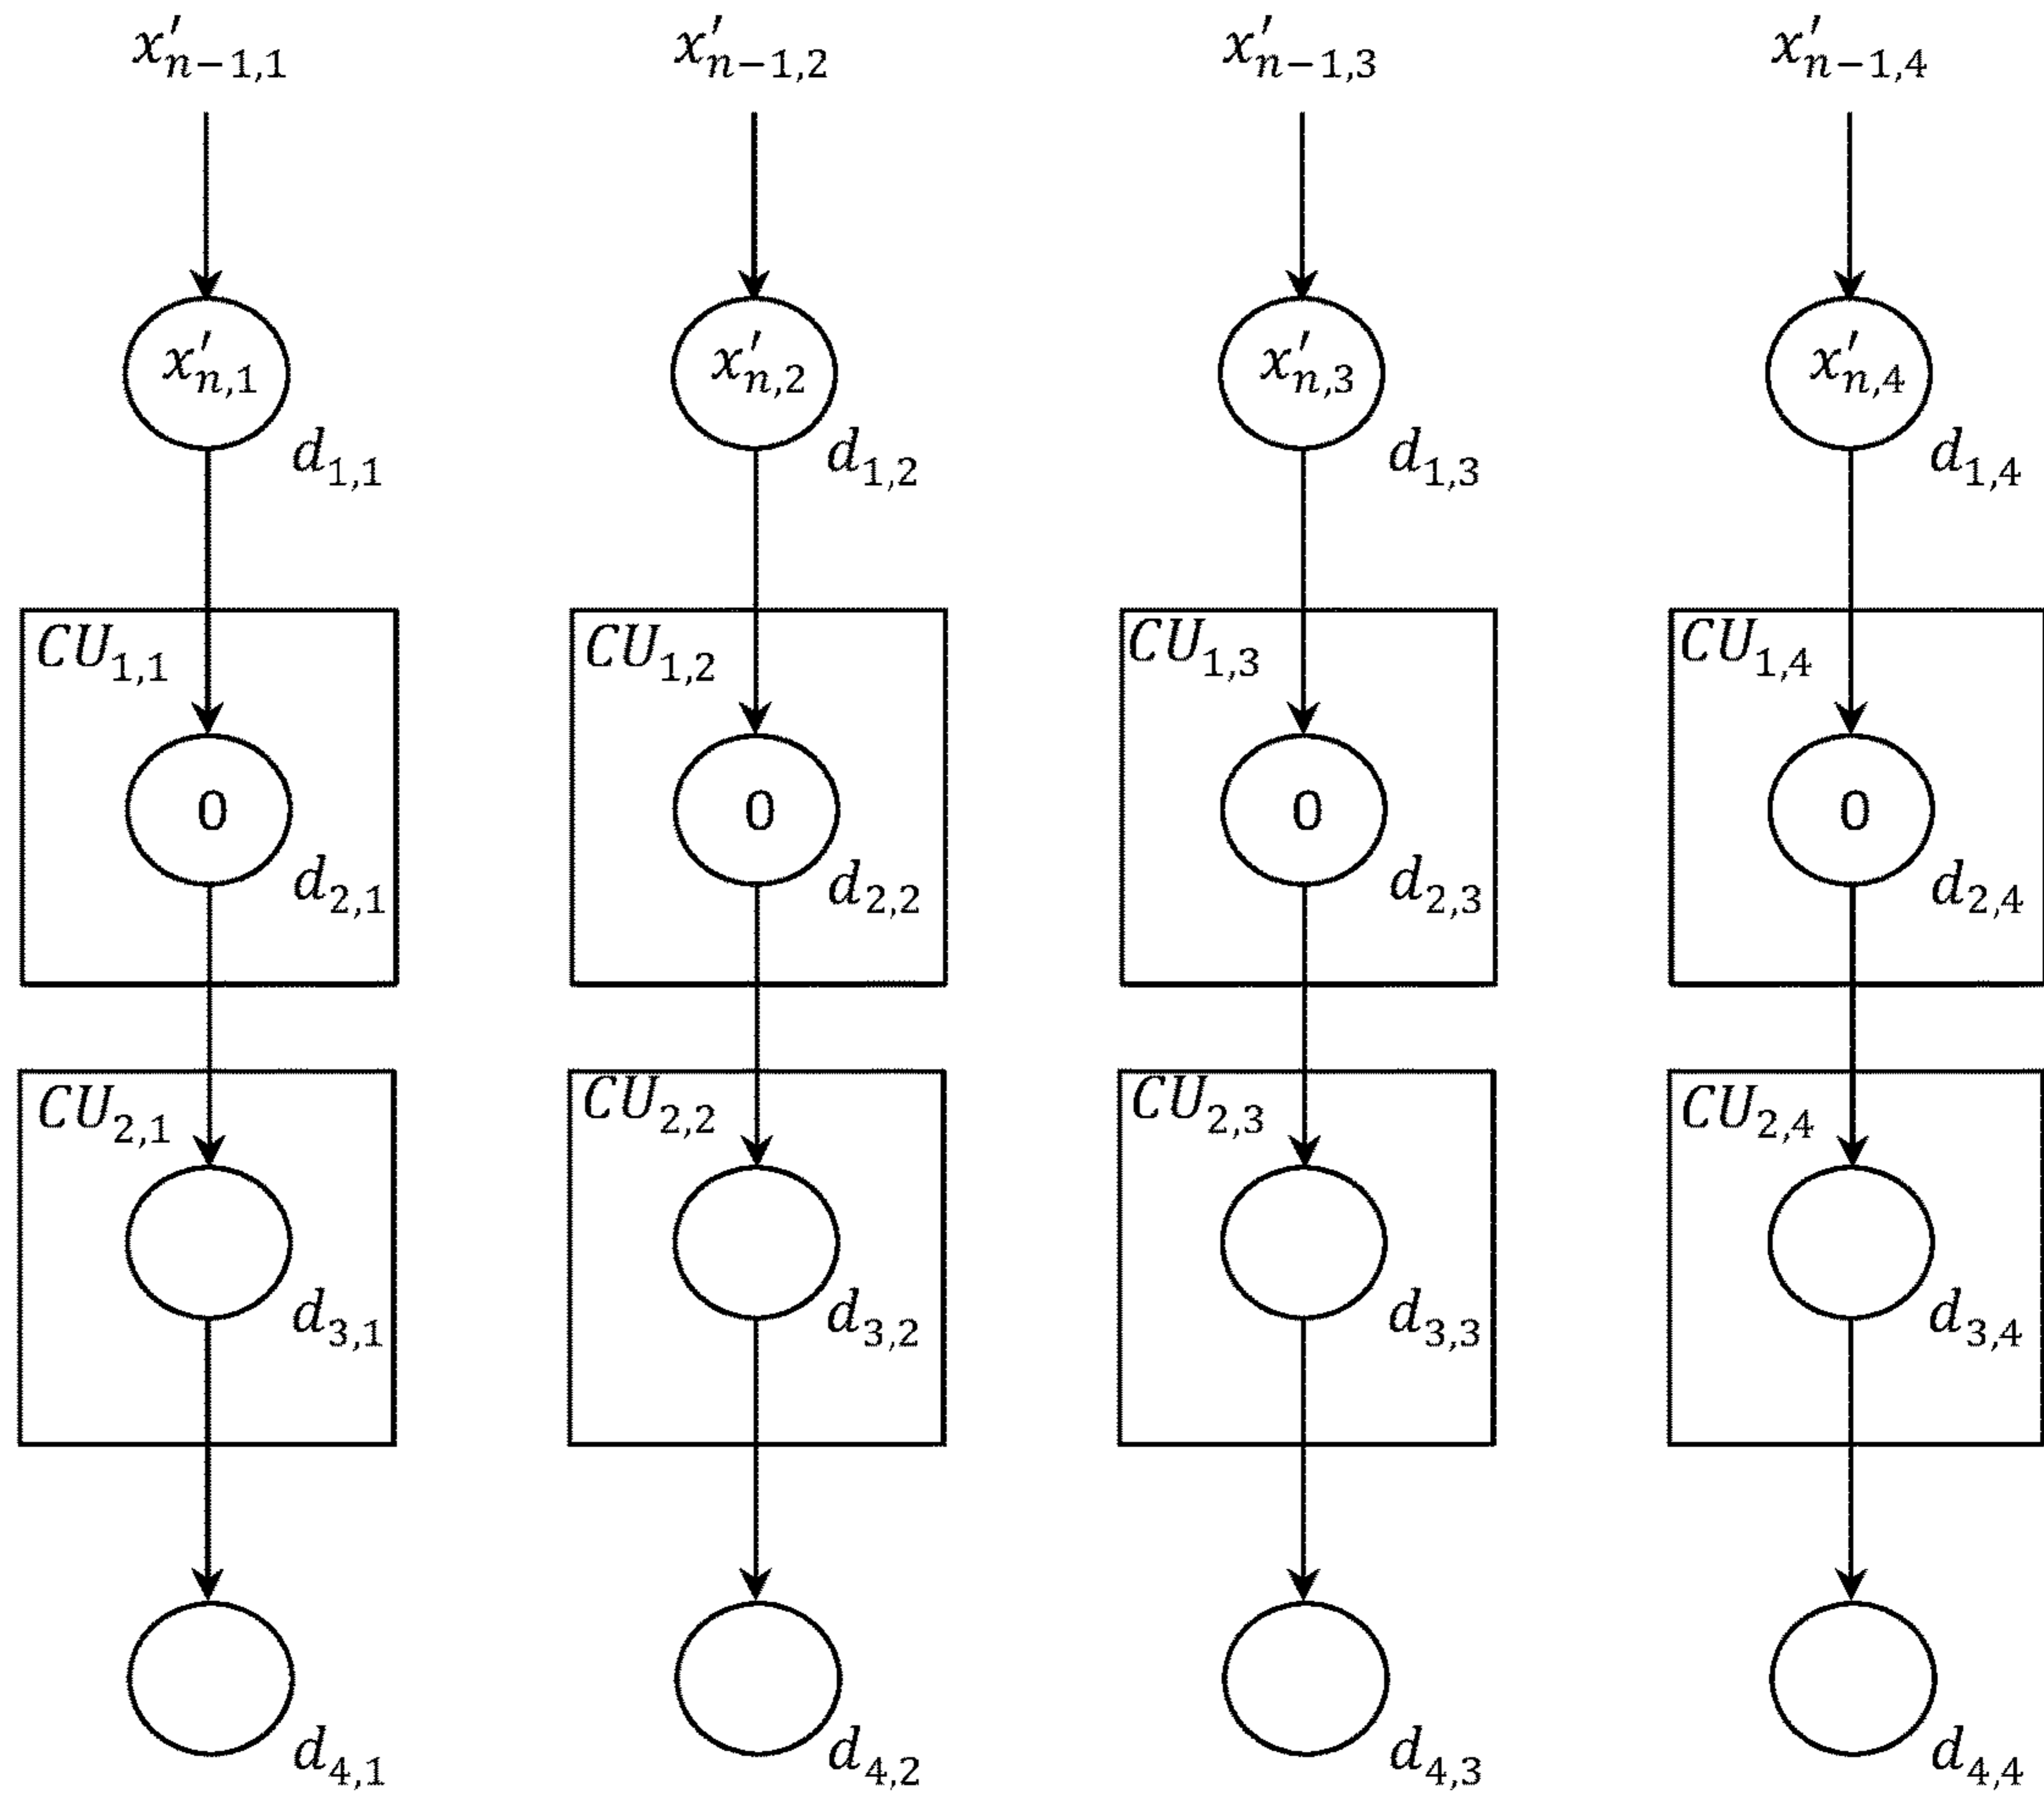 x′n−1,1 x′n−1,2 x′n−1,3 x′n−1,4
x′n,1 x′n,2 x′n,3 x′n,4
d1,1 d1,2 d1,3 d1,4
CU1,1 CU1,2 CU1,3 CU1,4
0 0 0 0
d2,1 d2,2 d2,3 d2,4
CU2,1 CU2,2 CU2,3 CU2,4
d3,1 d3,2 d3,3 d3,4
d4,1 d4,2 d4,3 d4,4